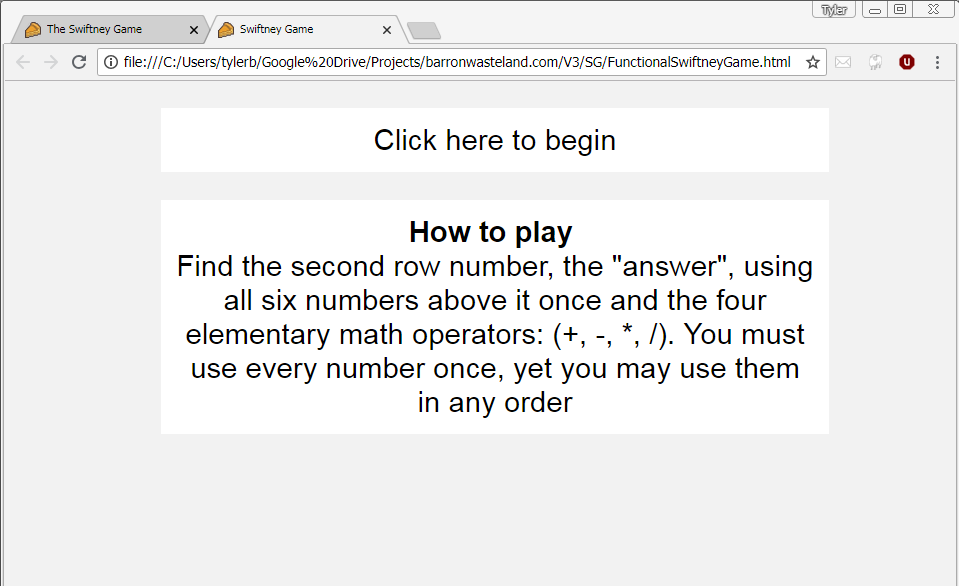 Tyler
The Swiftney Game
Swiftney Game
file:///C:/Users/tylerb/Google%20Drive/Projects/barronwasteland.com/V3/SG/FunctionalSwiftneyGame.html
Click here to begin
How to play
Find the second row number, the "answer", using
all six numbers above it once and the four
elementary math operators: (+, -, *, /). You must
use every number once, yet you may use them
in any order